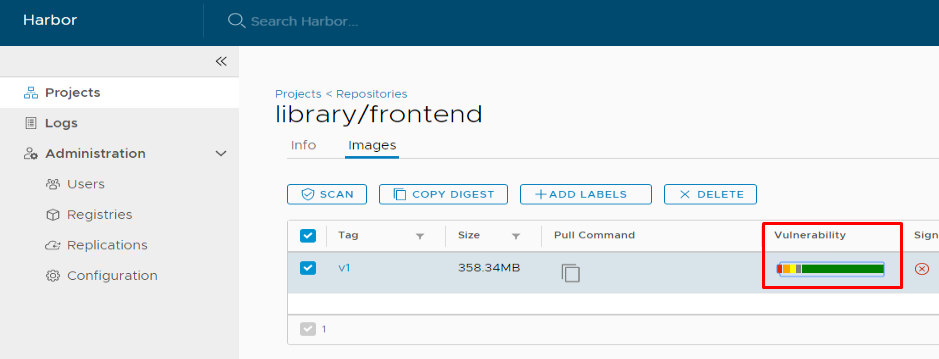 Harbor
Search Harbor...
Projects
Logs
Administration
Users
Registries
Replications
Configuration
Projects < Repositories
library/frontend
Info Images
SCAN COPY DIGEST +ADD LABELS DELETE
Tag Size Pull Command Vulnerability Sign
v1 358.34MB
1